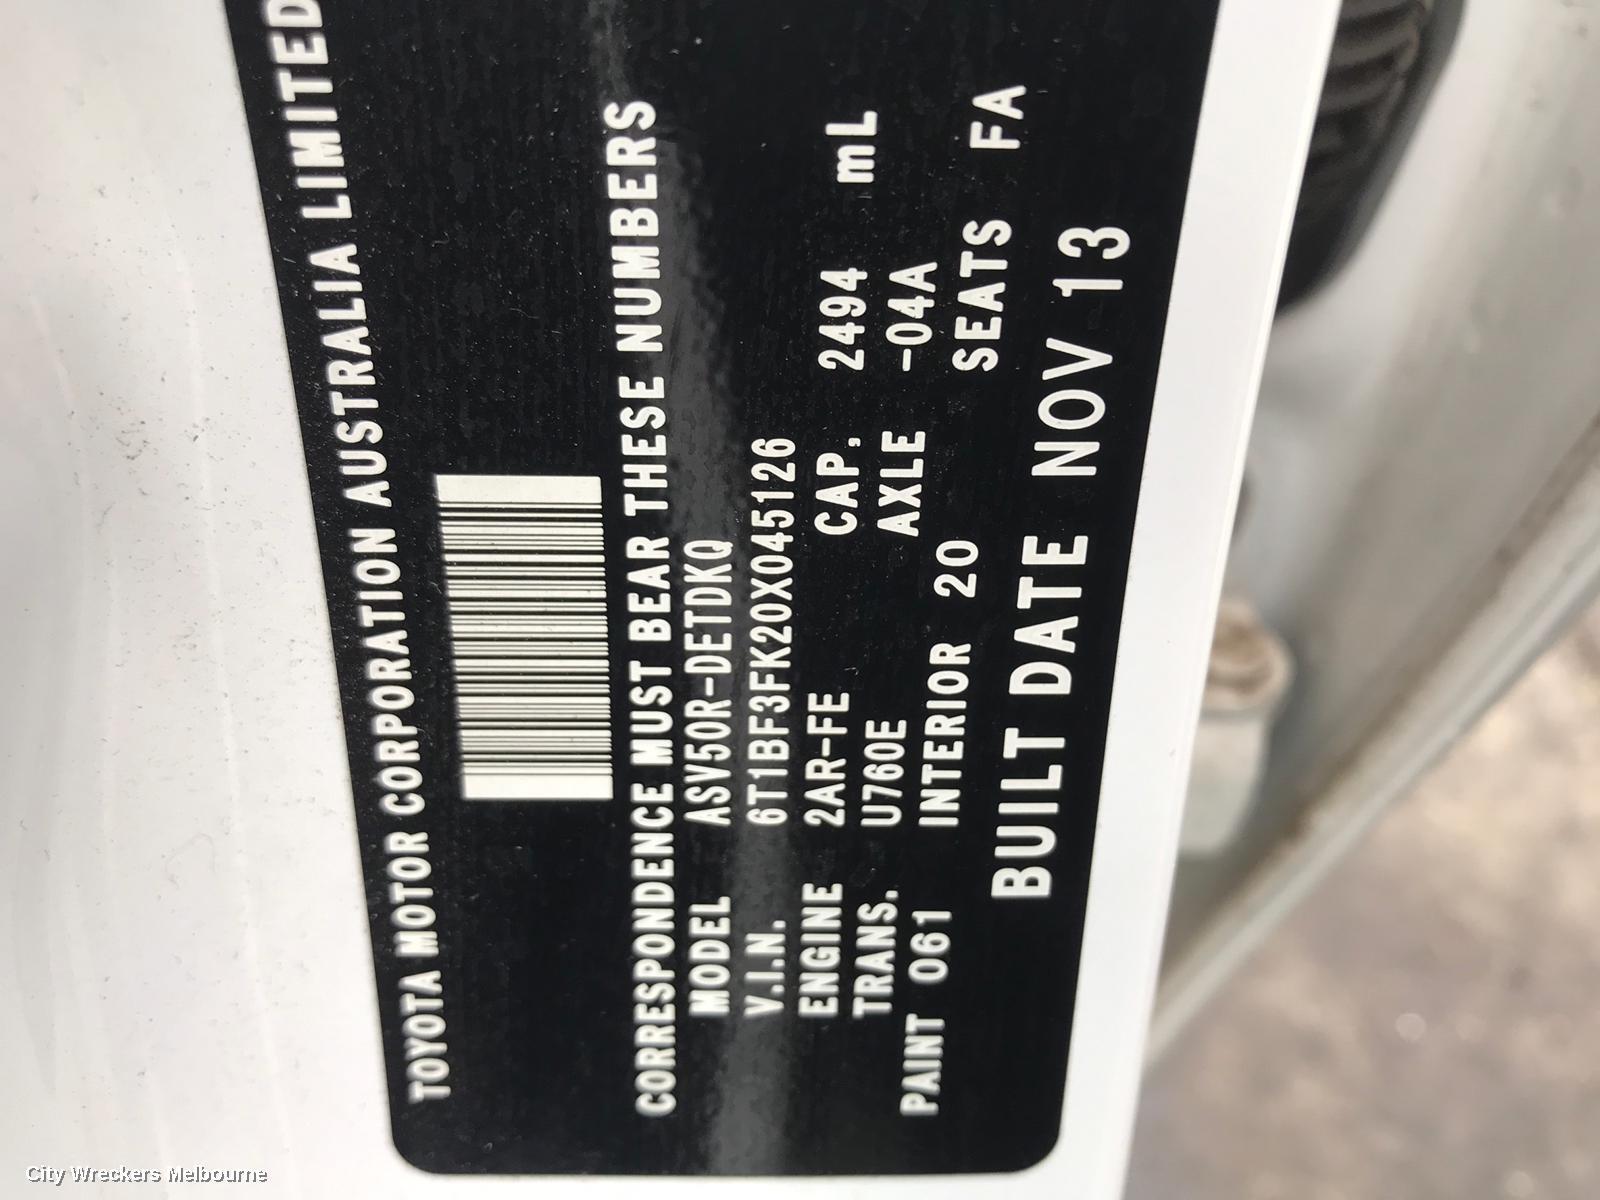 TOYOTA MOTOR CORPORATION AUSTRALIA LIMITED
CORRESPONDENCE MUST BEAR THESE NUMBERS
MODEL ASV50R-DETDKQ
V.I.N. 6T1BF3FK20X045126
ENGINE 2AR-FE CAP. 2494 mL
TRANS. U760E AXLE -04A
PAINT 061 INTERIOR 20 SEATS FA
BUILT DATE NOV 13
City Wreckers Melbourne